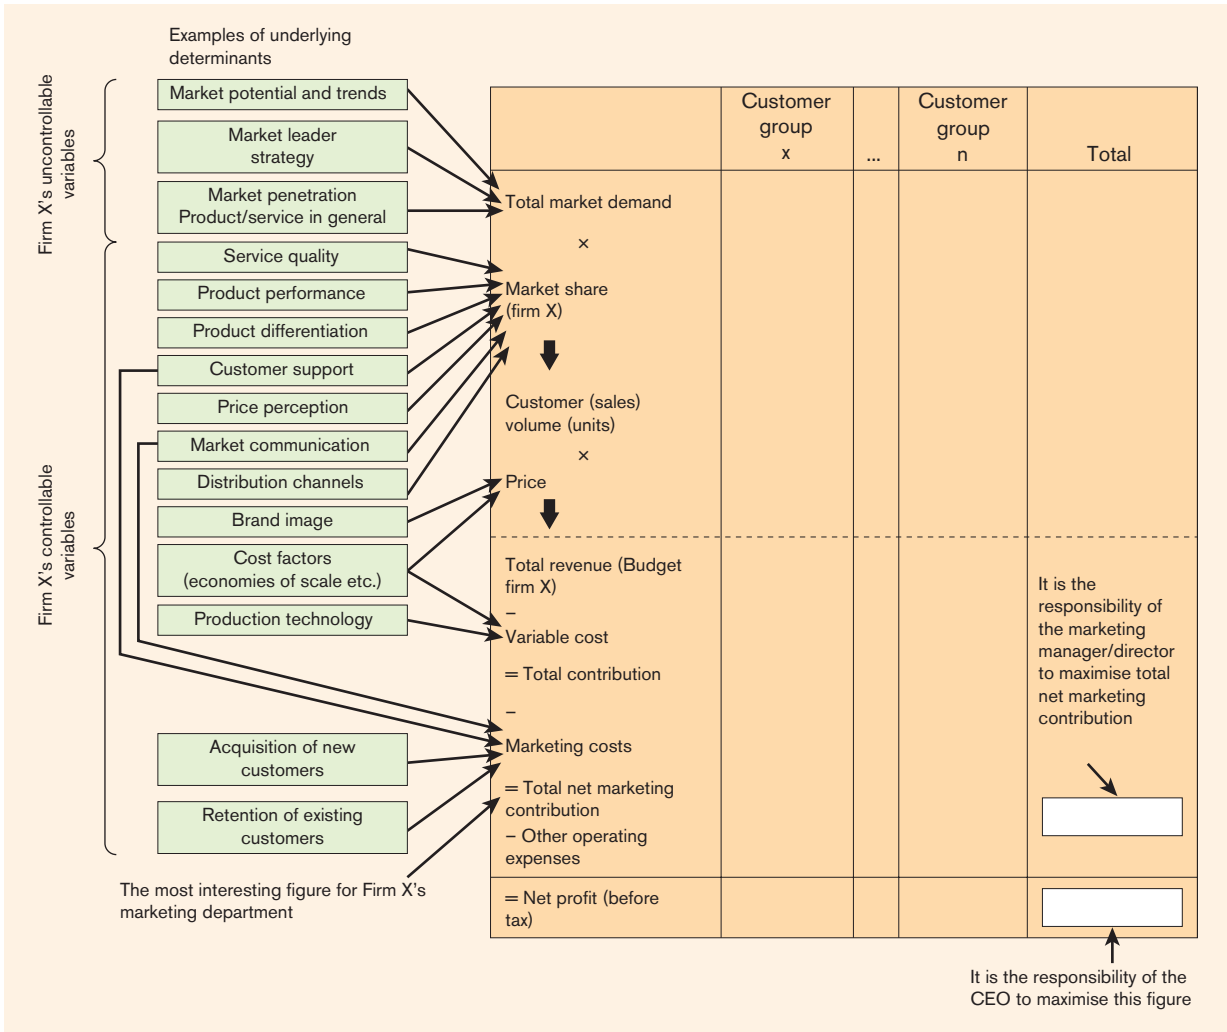 Examples of underlying
determinants
Firm X's uncontrollable
variables
Market potential and trends
Market leader
strategy
Market penetration
Product/service in general
Firm X's controllable
variables
Service quality
Product performance
Product differentiation
Customer support
Price perception
Market communication
Distribution channels
Brand image
Cost factors
(economies of scale etc.)
Production technology
Acquisition of new
customers
Retention of existing
customers
The most interesting figure for Firm X's
marketing department
Customer
group
x
...
Customer
group
n
Total
Total market demand
×
Market share
(firm X)
Customer (sales)
volume (units)
×
Price
Total revenue (Budget
firm X)
–
Variable cost
= Total contribution
–
Marketing costs
= Total net marketing
contribution
– Other operating
expenses
= Net profit (before
tax)
It is the
responsibility of
the marketing
manager/director
to maximise total
net marketing
contribution
It is the responsibility of the
CEO to maximise this figure